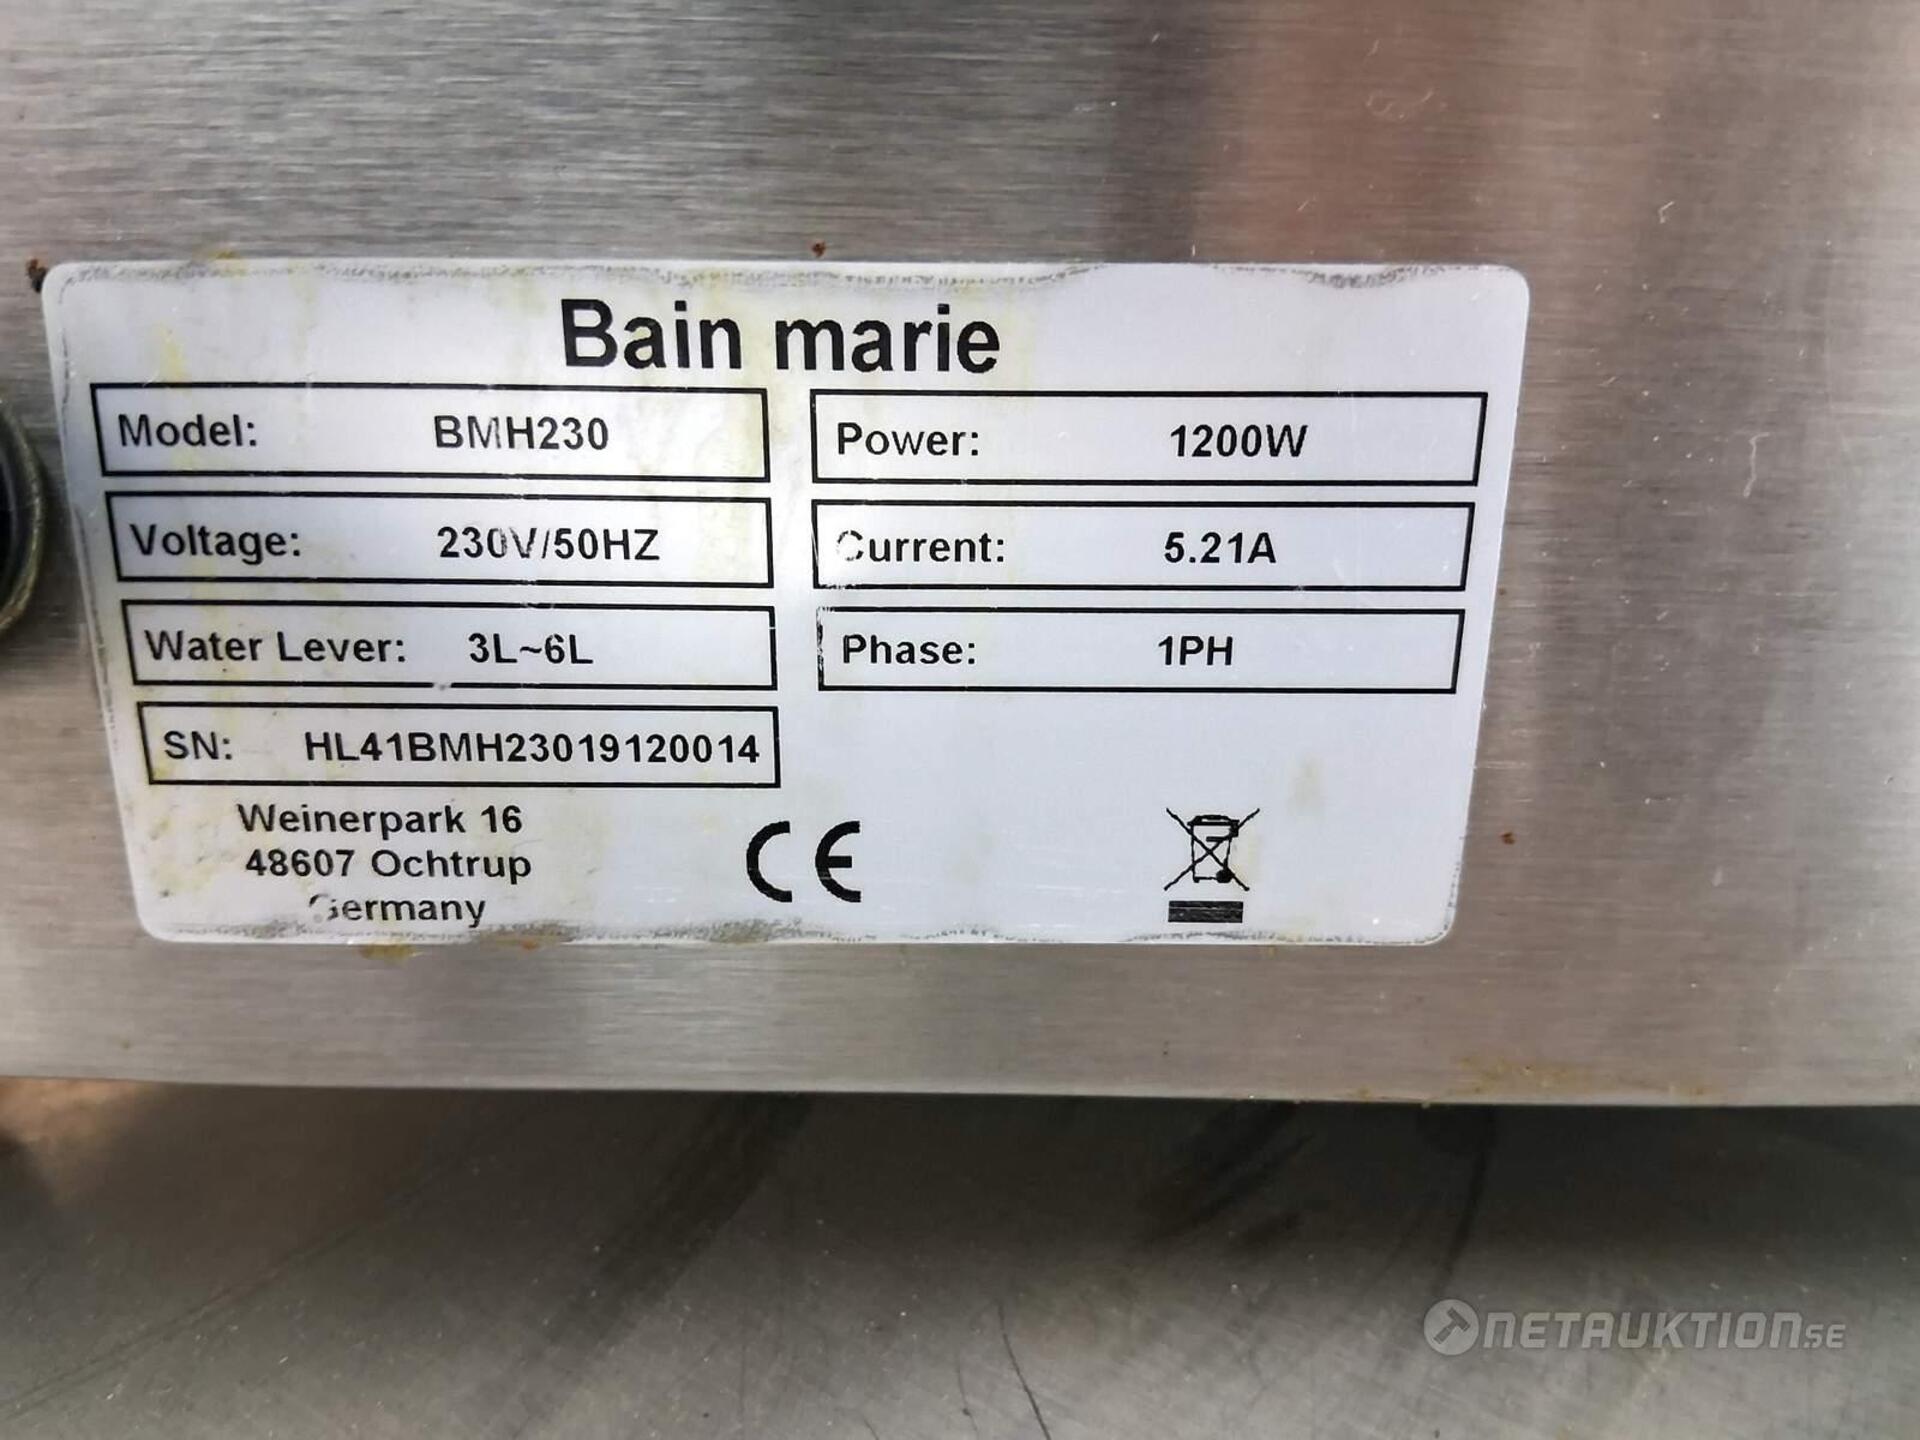 Bain marie
Model: BMH230
Power: 1200W
Voltage: 230V/50HZ
Current: 5.21A
Water Lever: 3L~6L
Phase: 1PH
SN: HL41BMH23019120014
Weinerpark 16
48607 Ochtrup
Germany
CE
NETAUKTION.SE